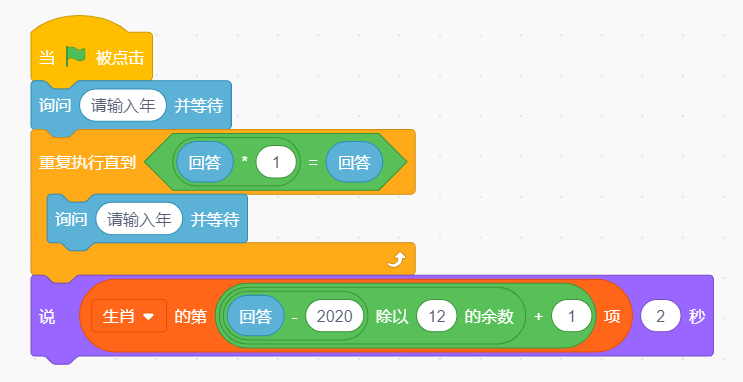 当 被点击
询问 请输入年 并等待
重复执行直到 回答 * 1 = 回答
询问 请输入年 并等待
说 生肖 的第 回答 - 2020 除以 12 的余数 + 1 项 2 秒